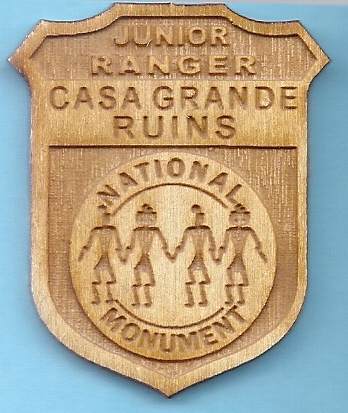 JUNIOR
RANGER
CASA GRANDE
RUINS
NATIONAL
MONUMENT